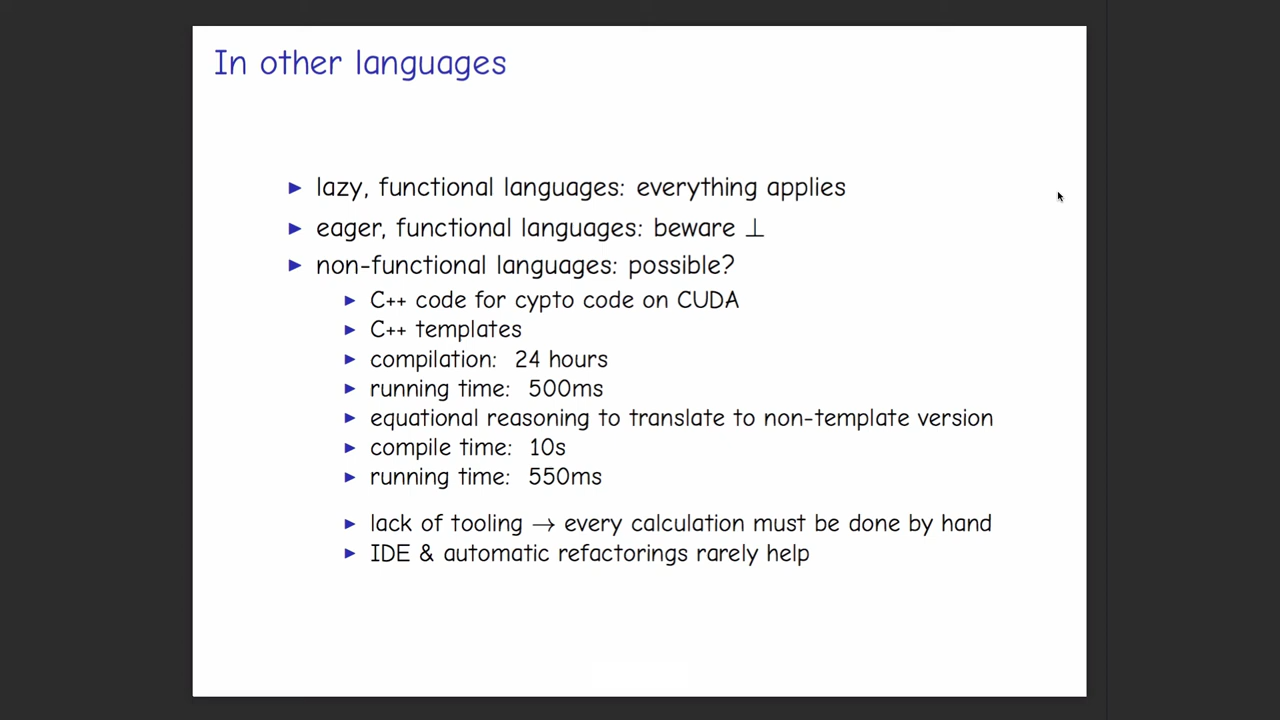 In other languages
▶ lazy, functional languages: everything applies
▶ eager, functional languages: beware ⊥
▶ non-functional languages: possible?
▶ C++ code for cypto code on CUDA
▶ C++ templates
▶ compilation: 24 hours
▶ running time: 500ms
▶ equational reasoning to translate to non-template version
▶ compile time: 10s
▶ running time: 550ms
▶ lack of tooling → every calculation must be done by hand
▶ IDE & automatic refactorings rarely help